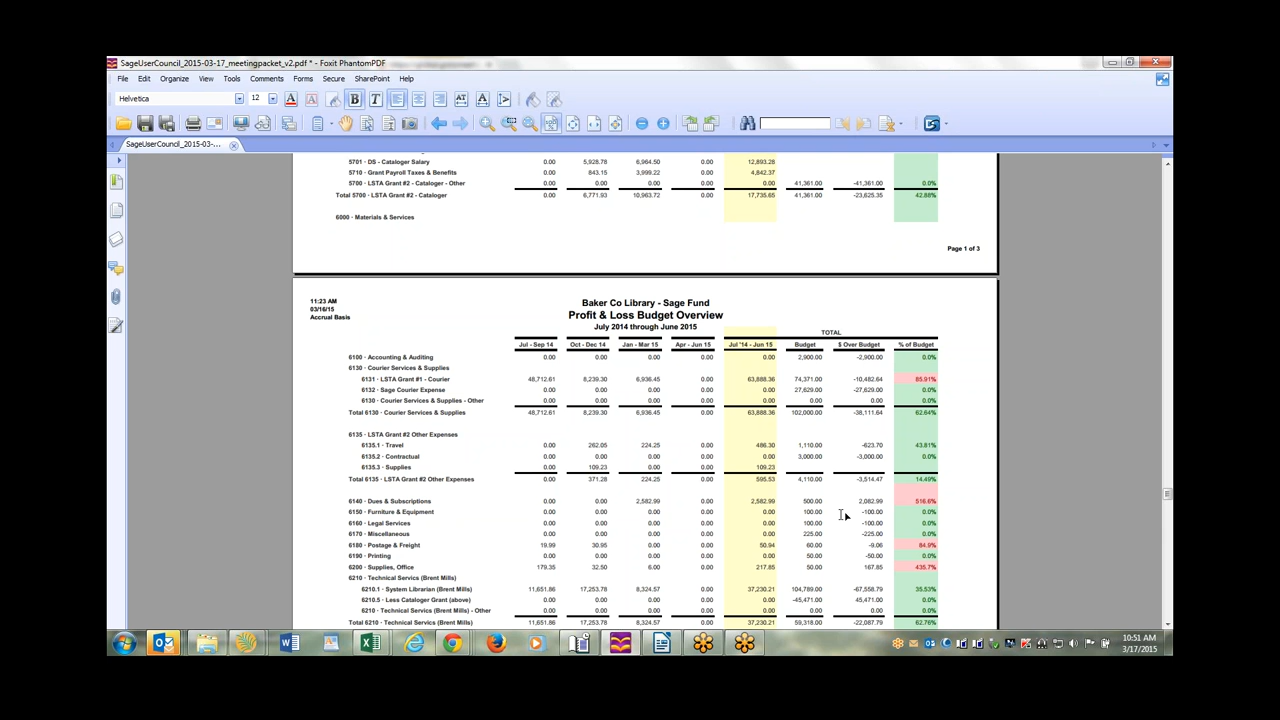 SageUserCouncil_2015-03-17_meetingpacket_v2.pdf * - Foxit PhantomPDF
File Edit Organize View Tools Comments Forms Secure SharePoint Help
Helvetica 12
SageUserCouncil_2015-03-...
5701 · DS - Cataloger Salary 0.00 5,928.78 6,964.50 0.00 12,893.28
5710 · Grant Payroll Taxes & Benefits 0.00 843.15 3,999.22 0.00 4,842.37
5700 · LSTA Grant #2 - Cataloger - Other 0.00 0.00 0.00 0.00 0.00 41,361.00 -41,361.00 0.0%
Total 5700 · LSTA Grant #2 - Cataloger 0.00 6,771.93 10,963.72 0.00 17,735.65 41,361.00 -23,625.35 42.88%
6000 · Materials & Services
Page 1 of 3
11:23 AM
03/16/15
Accrual Basis
Baker Co Library - Sage Fund
Profit & Loss Budget Overview
July 2014 through June 2015
TOTAL
Jul - Sep 14 Oct - Dec 14 Jan - Mar 15 Apr - Jun 15 Jul '14 - Jun 15 Budget $ Over Budget % of Budget
6100 · Accounting & Auditing 0.00 0.00 0.00 0.00 0.00 2,900.00 -2,900.00 0.0%
6130 · Courier Services & Supplies
6131 · LSTA Grant #1 - Courier 48,712.61 8,239.30 6,936.45 0.00 63,888.36 74,371.00 -10,482.64 85.91%
6132 · Sage Courier Expense 0.00 0.00 0.00 0.00 0.00 27,629.00 -27,629.00 0.0%
6130 · Courier Services & Supplies - Other 0.00 0.00 0.00 0.00 0.00 0.00 0.00 0.0%
Total 6130 · Courier Services & Supplies 48,712.61 8,239.30 6,936.45 0.00 63,888.36 102,000.00 -38,111.64 62.64%
6135 · LSTA Grant #2 Other Expenses
6135.1 · Travel 0.00 262.05 224.25 0.00 486.30 1,110.00 -623.70 43.81%
6135.2 · Contractual 0.00 0.00 0.00 0.00 0.00 3,000.00 -3,000.00 0.0%
6135.3 · Supplies 0.00 109.23 0.00 0.00 109.23
Total 6135 · LSTA Grant #2 Other Expenses 0.00 371.28 224.25 0.00 595.53 4,110.00 -3,514.47 14.49%
6140 · Dues & Subscriptions 0.00 0.00 2,582.99 0.00 2,582.99 500.00 2,082.99 516.6%
6150 · Furniture & Equipment 0.00 0.00 0.00 0.00 0.00 100.00 -100.00 0.0%
6160 · Legal Services 0.00 0.00 0.00 0.00 0.00 100.00 -100.00 0.0%
6170 · Miscellaneous 0.00 0.00 0.00 0.00 0.00 225.00 -225.00 0.0%
6180 · Postage & Freight 19.99 30.95 0.00 0.00 50.94 60.00 -9.06 84.9%
6190 · Printing 0.00 0.00 0.00 0.00 0.00 50.00 -50.00 0.0%
6200 · Supplies, Office 179.35 32.50 6.00 0.00 217.85 50.00 167.85 435.7%
6210 · Technical Servics (Brent Mills)
6210.1 · System Librarian (Brent Mills) 11,651.86 17,253.78 8,324.57 0.00 37,230.21 104,789.00 -67,558.79 35.53%
6210.5 · Less Cataloger Grant (above) 0.00 0.00 0.00 0.00 0.00 -45,471.00 45,471.00 0.0%
6210 · Technical Servics (Brent Mills) - Other 0.00 0.00 0.00 0.00 0.00 0.00 0.00 0.0%
Total 6210 · Technical Servics (Brent Mills) 11,651.86 17,253.78 8,324.57 0.00 37,230.21 59,318.00 -22,087.79 62.76%
10:51 AM
3/17/2015